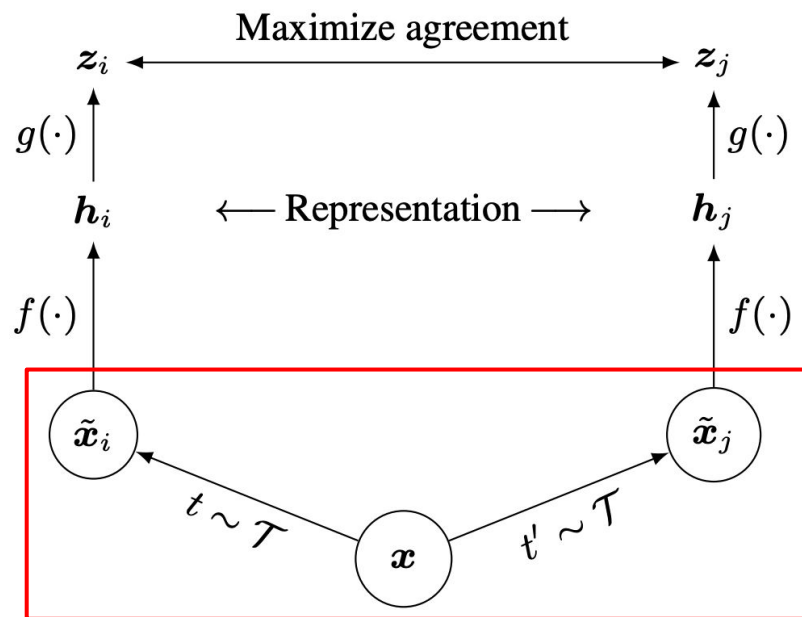 Maximize agreement
z_i z_j
g(·) g(·)
h_i ← Representation → h_j
f(·) f(·)
x̃_i x̃_j
t ∼ 𝒯 t' ∼ 𝒯
x